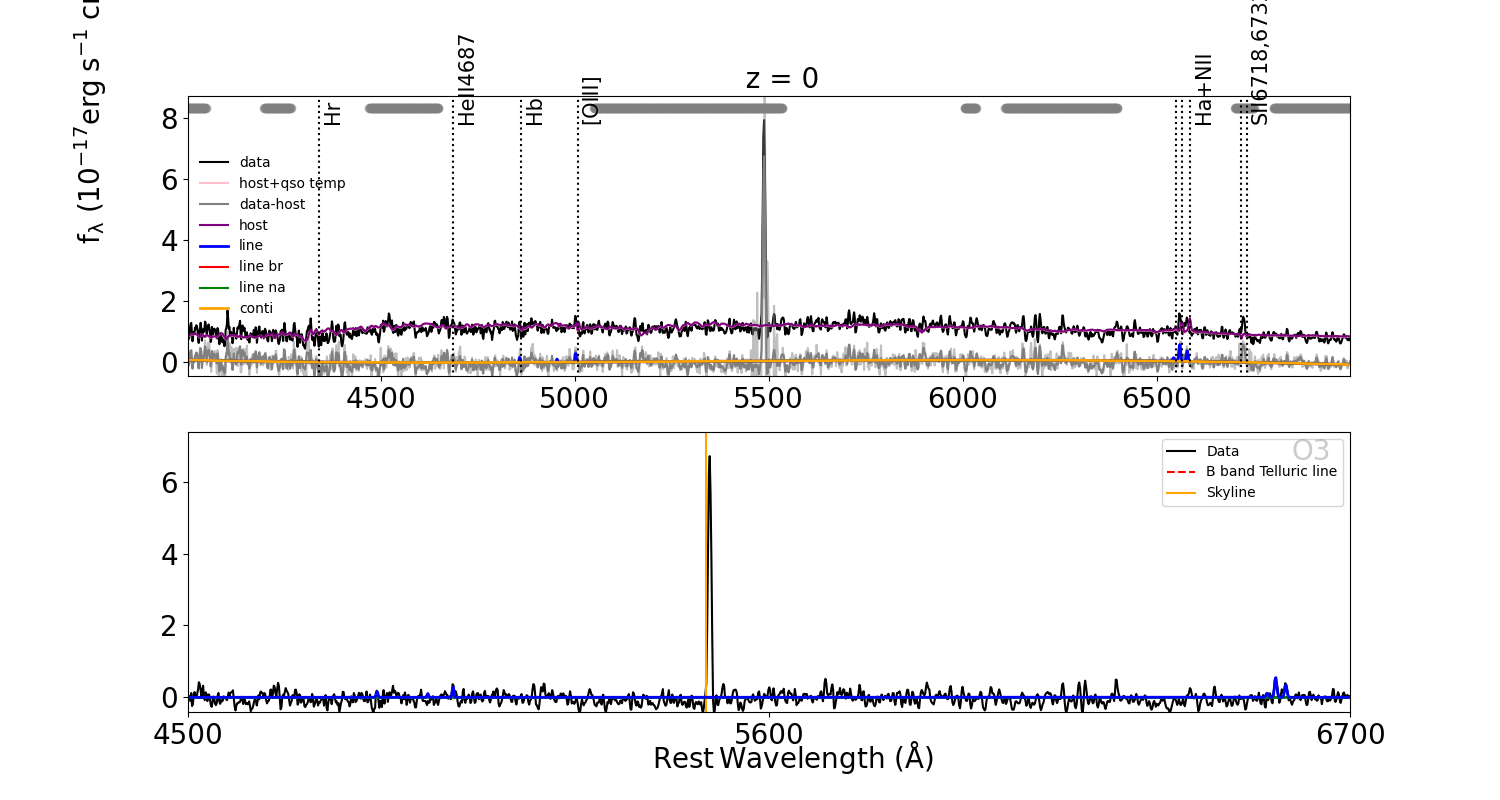 z = 0
fλ (10−17erg s−1 c
Hr
HeII4687
Hb
[OIII]
Ha+NII
SII6718,673
8
6
4
2
0
data
host+qso temp
data-host
host
line
line br
line na
conti
4500 5000 5500 6000 6500
O3
Data
B band Telluric line
Skyline
6
4
2
0
4500 5600 6700
Rest Wavelength (Å)